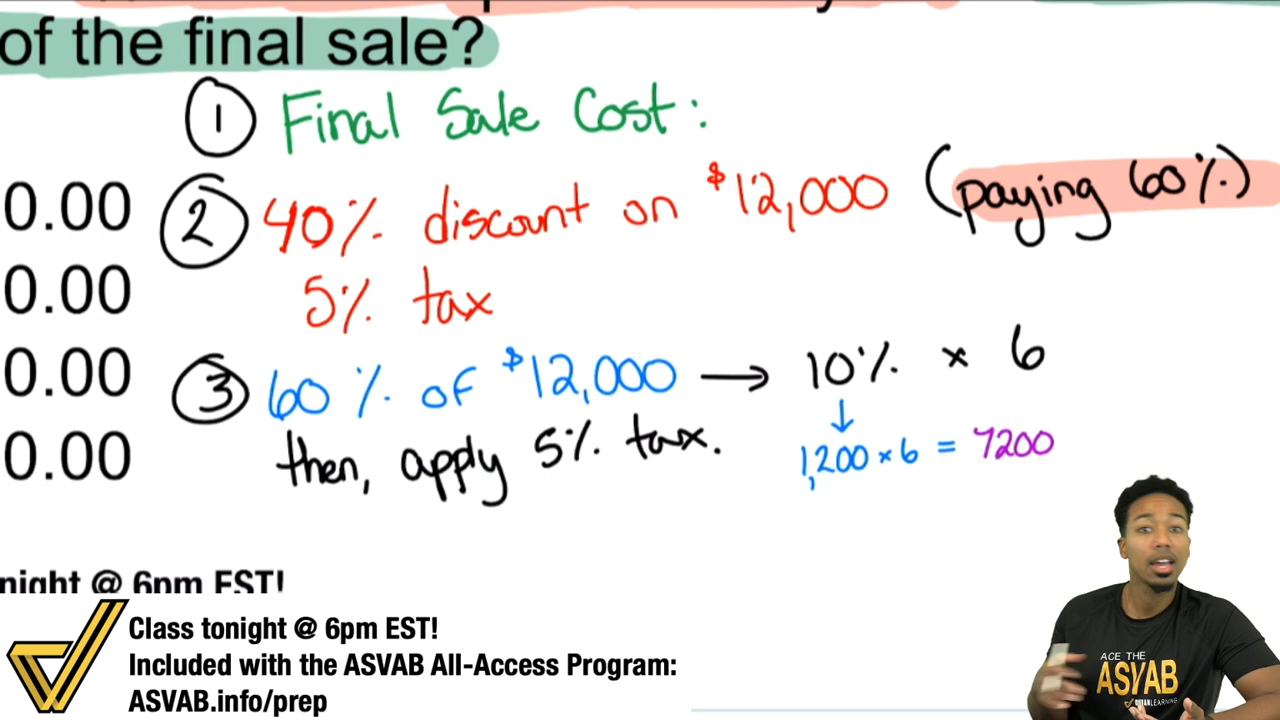 of the final sale?
1 Final Sale Cost:
0.00
2 40% discount on $12,000 (paying 60%)
0.00
5% tax
0.00
3 60% of $12,000 → 10% × 6
then, apply 5% tax.
↓
1,200 × 6 = 7200
0.00
night @ 6pm EST!
Class tonight @ 6pm EST!
Included with the ASVAB All-Access Program:
ASVAB.info/prep
ACE THE
ASVAB